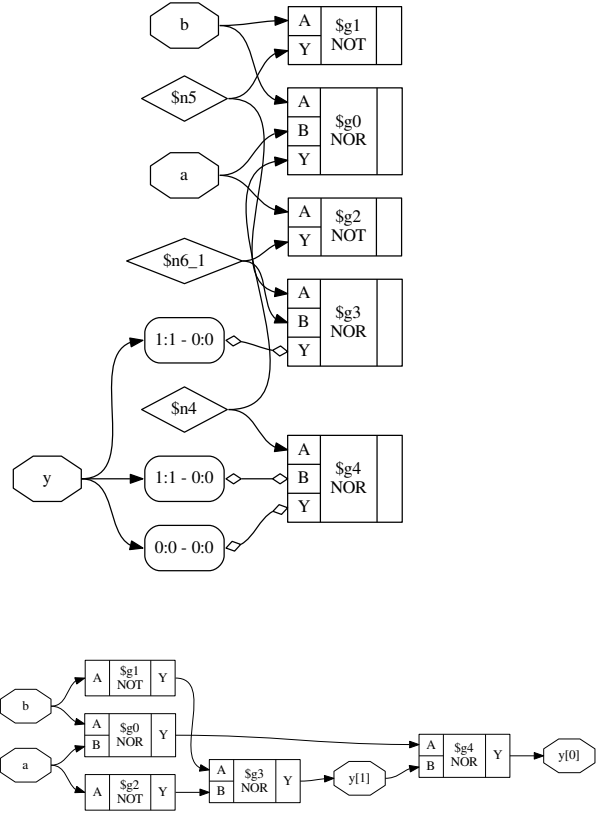 b
A
Y
$g1
NOT
$n5
A
B
Y
$g0
NOR
a
A
Y
$g2
NOT
$n6_1
A
B
Y
$g3
NOR
1:1 - 0:0
$n4
y
1:1 - 0:0
A
B
Y
$g4
NOR
0:0 - 0:0
b
A
$g1
NOT
Y
A
B
$g0
NOR
Y
a
A
$g2
NOT
Y
A
B
$g3
NOR
Y
y[1]
A
B
$g4
NOR
Y
y[0]